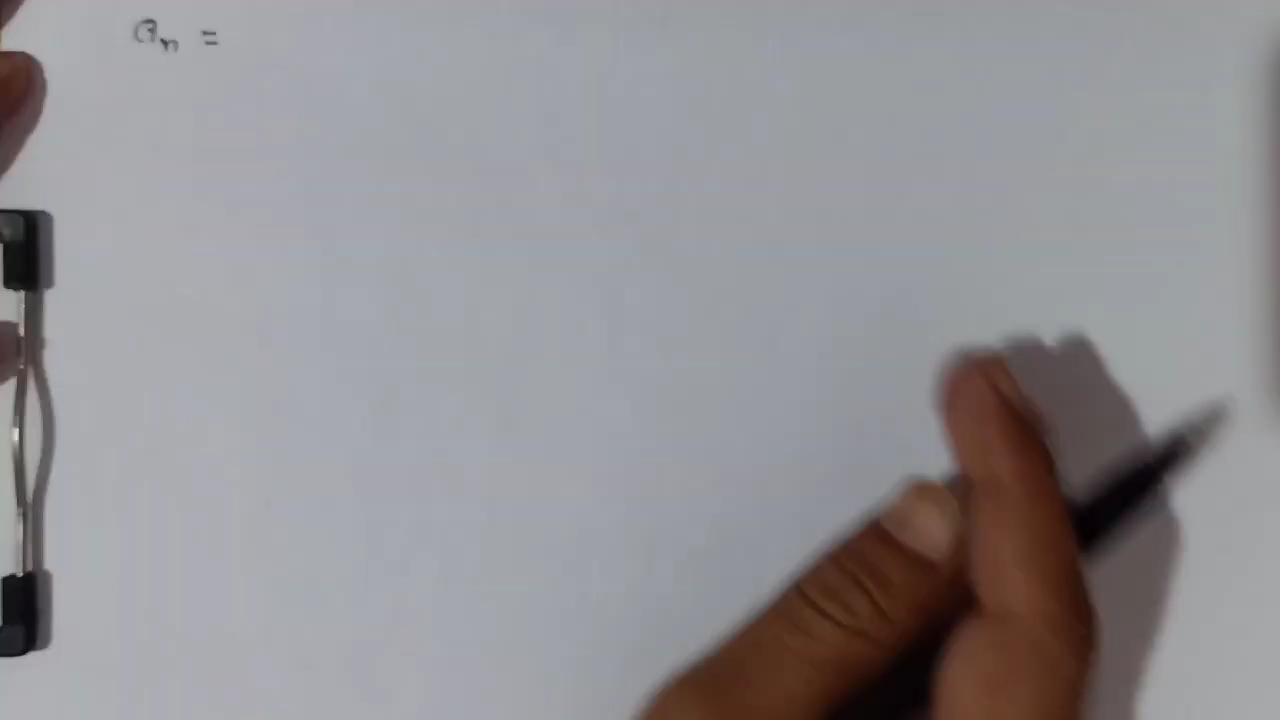 aₙ =